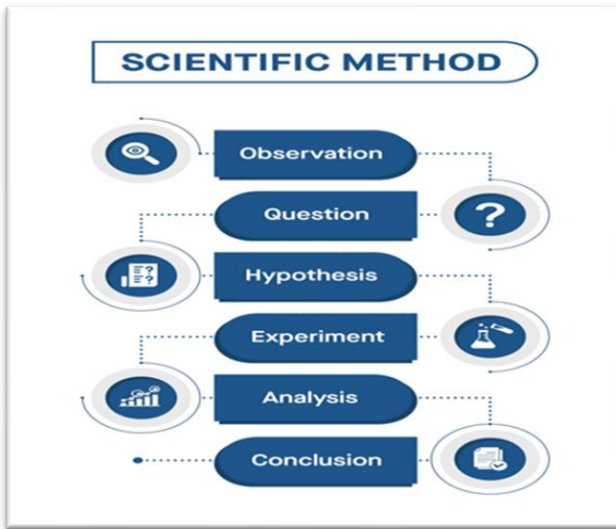 SCIENTIFIC METHOD
Observation
Question
?
Hypothesis
Experiment
Analysis
Conclusion